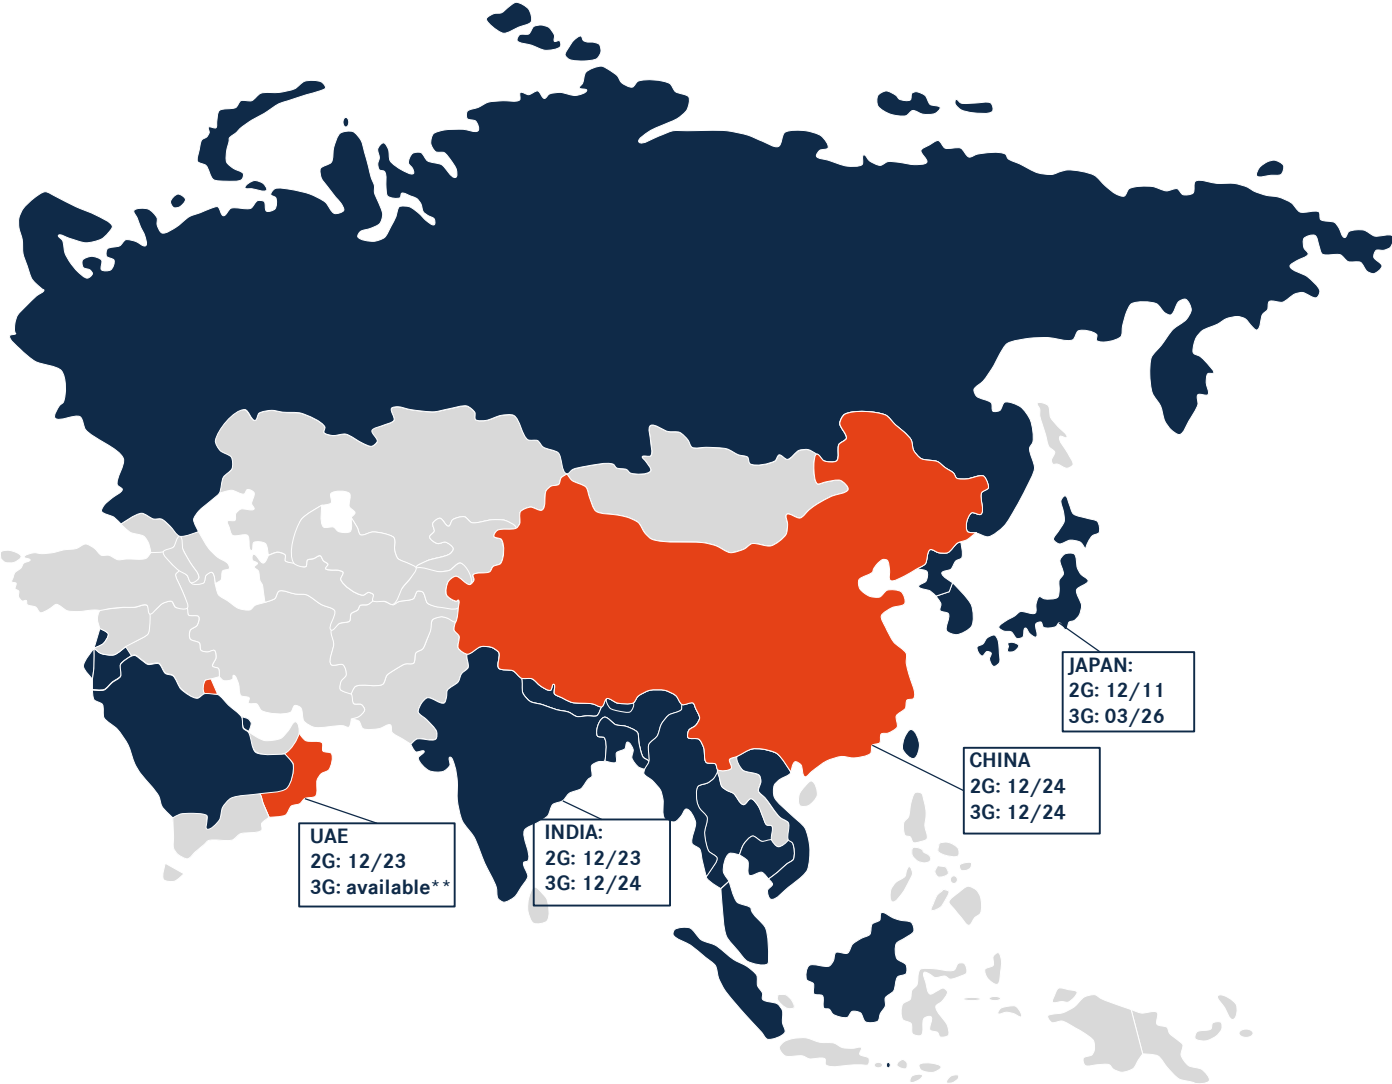 JAPAN:
2G: 12/11
3G: 03/26
CHINA
2G: 12/24
3G: 12/24
UAE
2G: 12/23
3G: available**
INDIA:
2G: 12/23
3G: 12/24